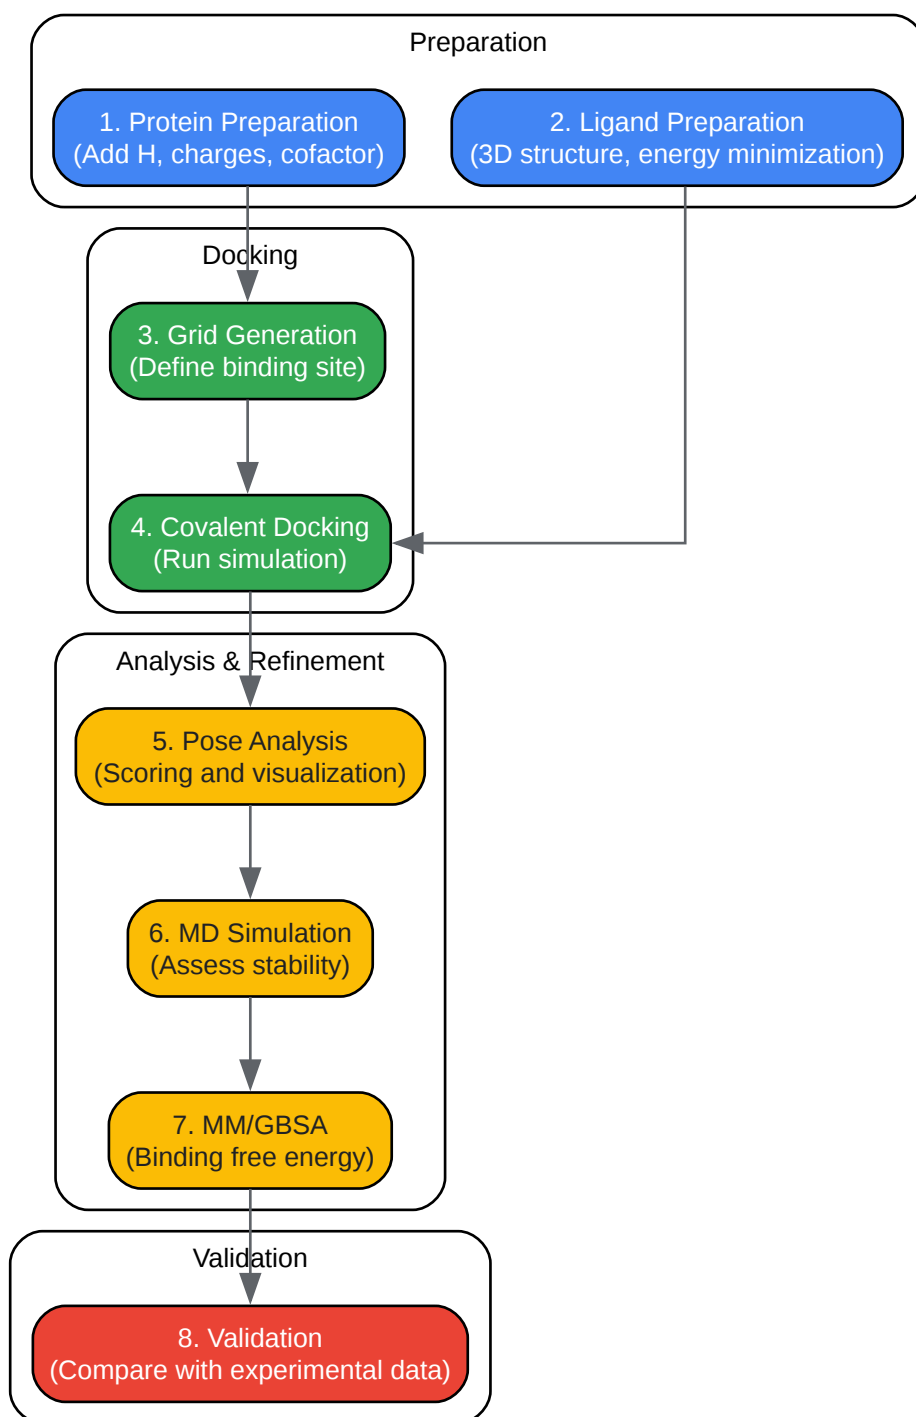 Preparation
1. Protein Preparation
(Add H, charges, cofactor)
2. Ligand Preparation
(3D structure, energy minimization)
Docking
3. Grid Generation
(Define binding site)
4. Covalent Docking
(Run simulation)
Analysis & Refinement
5. Pose Analysis
(Scoring and visualization)
6. MD Simulation
(Assess stability)
7. MM/GBSA
(Binding free energy)
Validation
8. Validation
(Compare with experimental data)